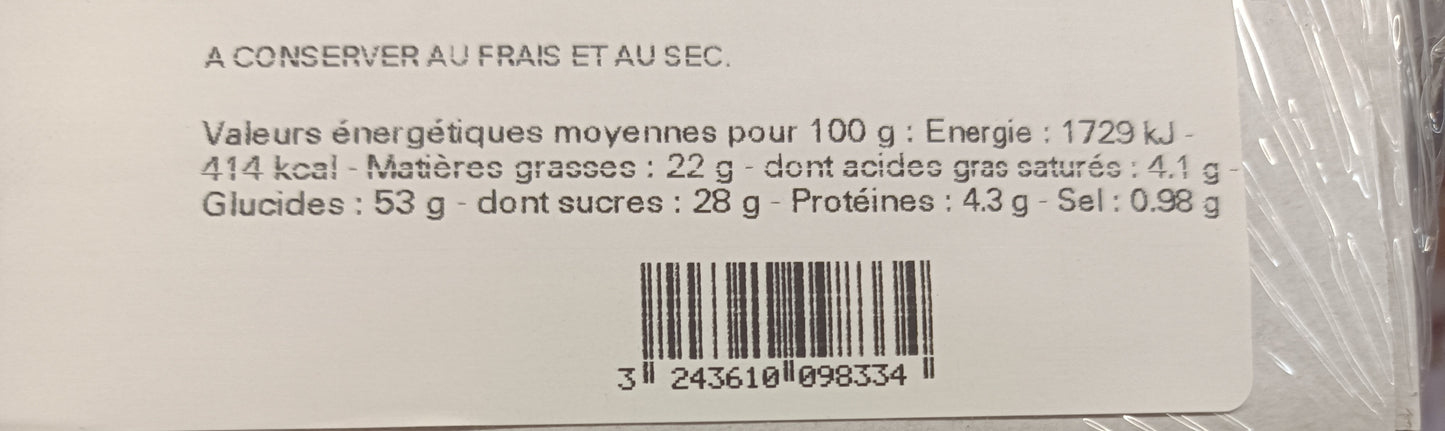 A CONSERVER AU FRAIS ET AU SEC.
Valeurs énergétiques moyennes pour 100 g : Energie : 1729 kJ -
414 kcal - Matières grasses : 22 g - dont acides gras saturés : 4.1 g -
Glucides : 53 g - dont sucres : 28 g - Protéines : 4.3 g - Sel : 0.98 g
3 243610 098334